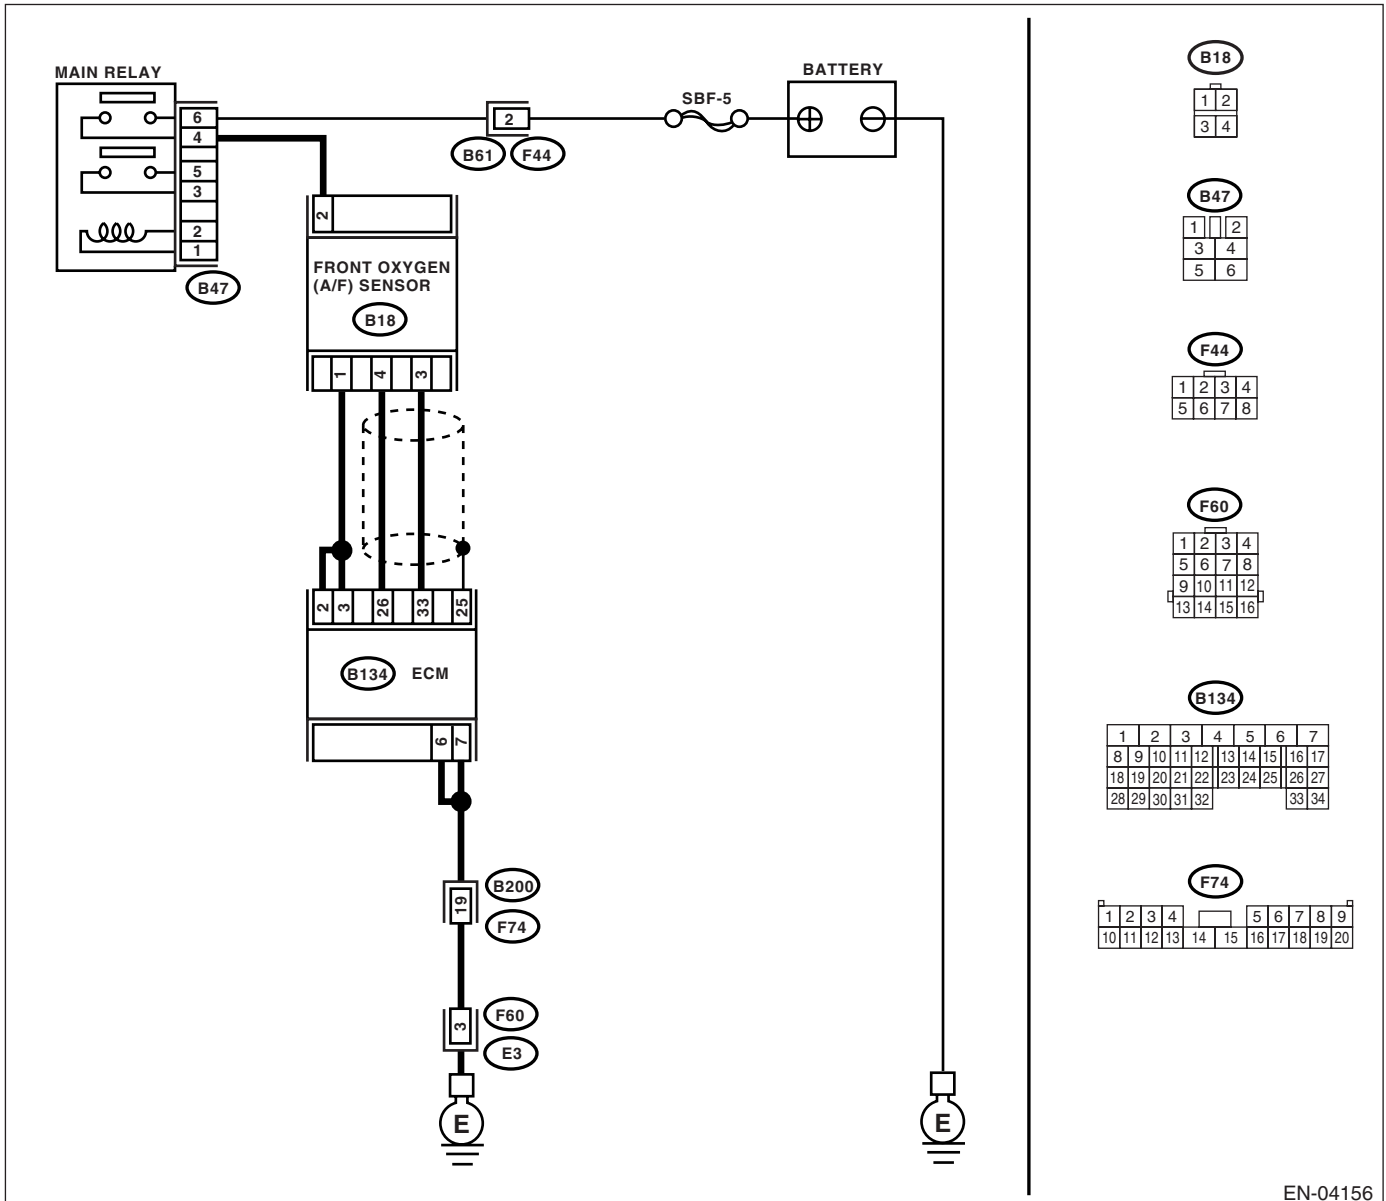 MAIN RELAY
6
4
5
3
2
1
B47
2
B61 F44
SBF-5
BATTERY
2
FRONT OXYGEN
(A/F) SENSOR
B18
1 4 3
2 3 26 33 25
B134 ECM
6 7
19
B200
F74
3
F60
E3
E
E
B18
1 2
3 4
B47
1 2
3 4
5 6
F44
1 2 3 4
5 6 7 8
F60
1 2 3 4
5 6 7 8
9 10 11 12
13 14 15 16
B134
1 2 3 4 5 6 7
8 9 10 11 12 13 14 15 16 17
18 19 20 21 22 23 24 25 26 27
28 29 30 31 32 33 34
F74
1 2 3 4 5 6 7 8 9
10 11 12 13 14 15 16 17 18 19 20
EN-04156